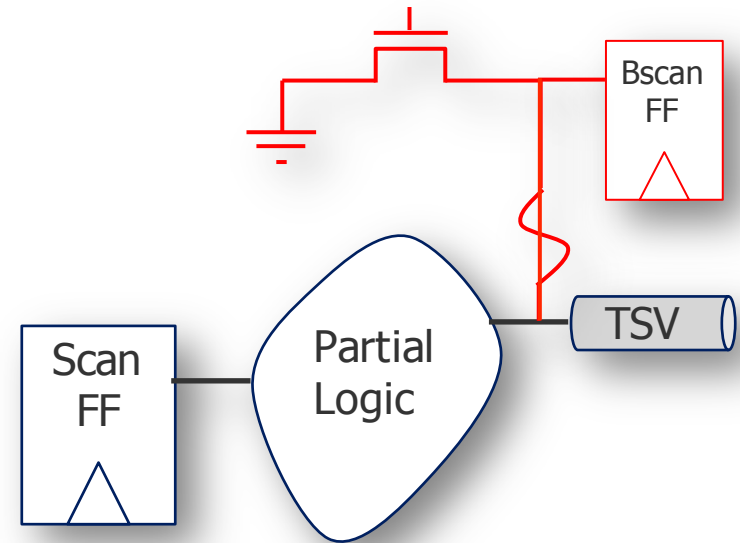 Bscan
FF
TSV
Partial
Logic
Scan
FF